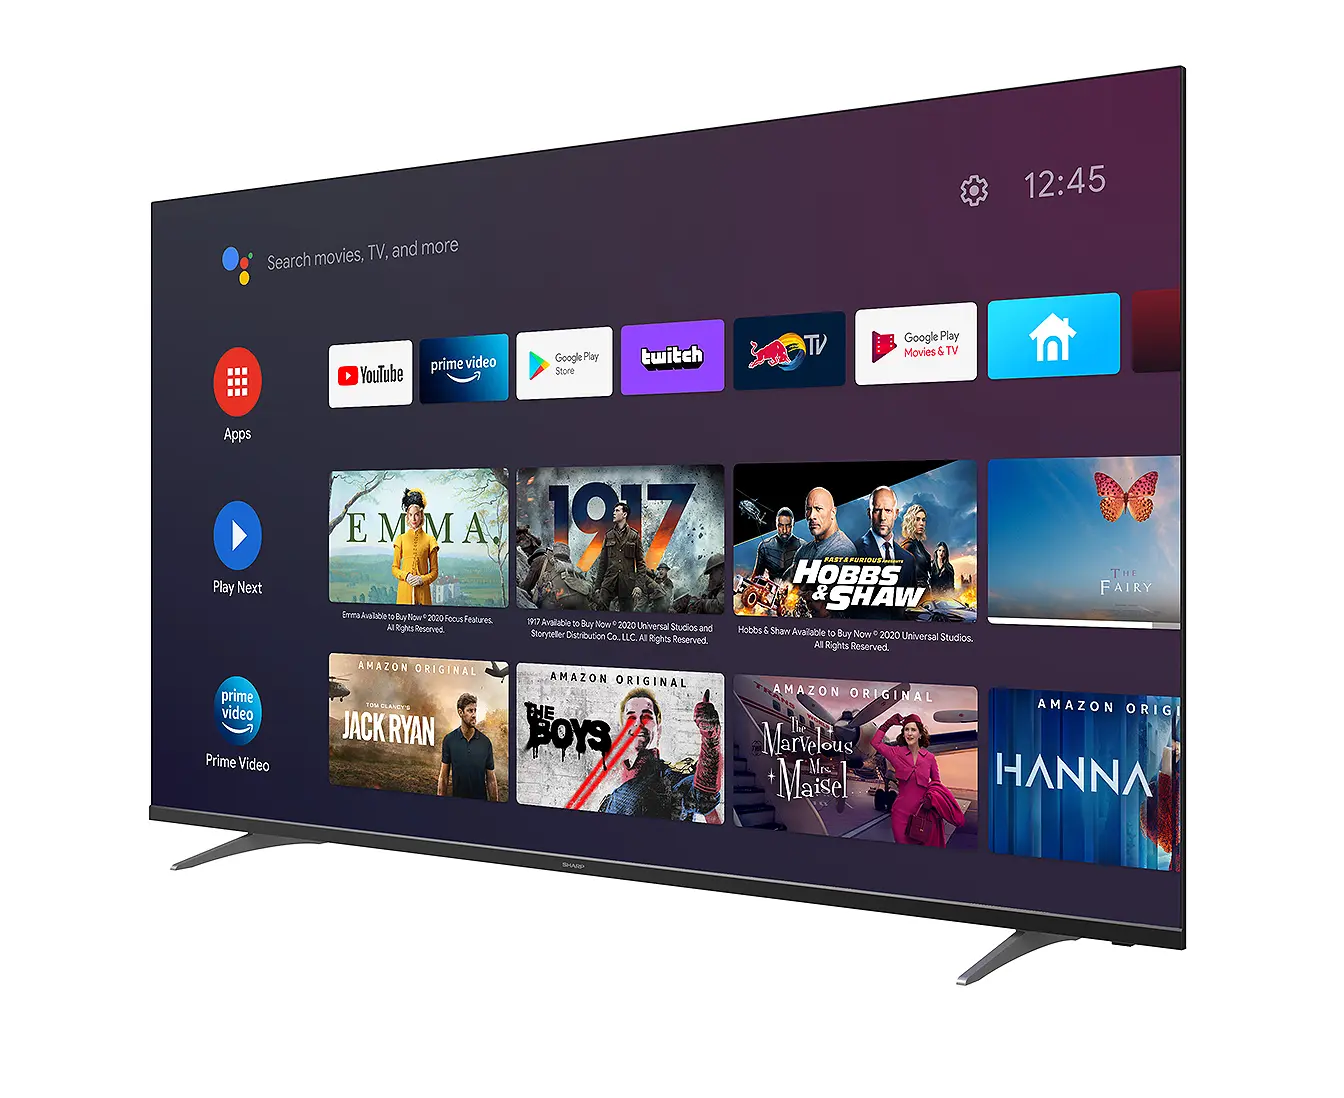 12:45
Search movies, TV, and more
YouTube
prime video
Google Play
Store
twitch
TV
Google Play
Movies & TV
Apps
EMMA.
1917
FAST & FURIOUS PRESENTS
HOBBS
& SHAW
THE
FAIRY
Play Next
Emma Available to Buy Now © 2020 Focus Features.
All Rights Reserved.
1917 Available to Buy Now © 2020 Universal Studios and
Storyteller Distribution Co., LLC. All Rights Reserved.
Hobbs & Shaw Available to Buy Now © 2020 Universal Studios.
All Rights Reserved.
prime
video
Prime Video
AMAZON ORIGINAL
TOM CLANCY'S
JACK RYAN
AMAZON ORIGINAL
THE
BOYS
AMAZON ORIGINAL
The
Marvelous
Mrs.
Maisel
AMAZON ORIGI
HANNA
SHARP